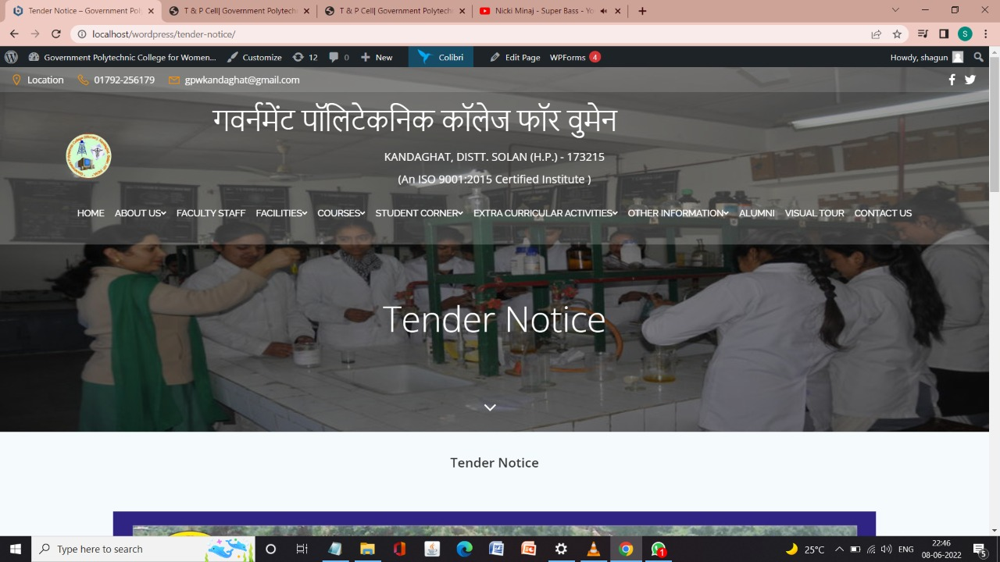 Tender Notice – Government Pol
T & P Cell| Government Polytech
T & P Cell| Government Polytech
Nicki Minaj - Super Bass - Yo
localhost/wordpress/tender-notice/
S
Government Polytechnic College for Women...
Customize
12
0
New
Colibri
Edit Page
WPForms
4
Howdy, shagun
Location
01792-256179
gpwkandaghat@gmail.com
गवर्नमेंट पॉलिटेकनिक कॉलेज फॉर वुमेन
KANDAGHAT, DISTT. SOLAN (H.P.) - 173215
(An ISO 9001:2015 Certified Institute )
HOME ABOUT US FACULTY STAFF FACILITIES COURSES STUDENT CORNER EXTRA CURRICULAR ACTIVITIES OTHER INFORMATION ALUMNI VISUAL TOUR CONTACT US
Tender Notice
Tender Notice
Type here to search
25°C
ENG
22:46
08-06-2022
1
5